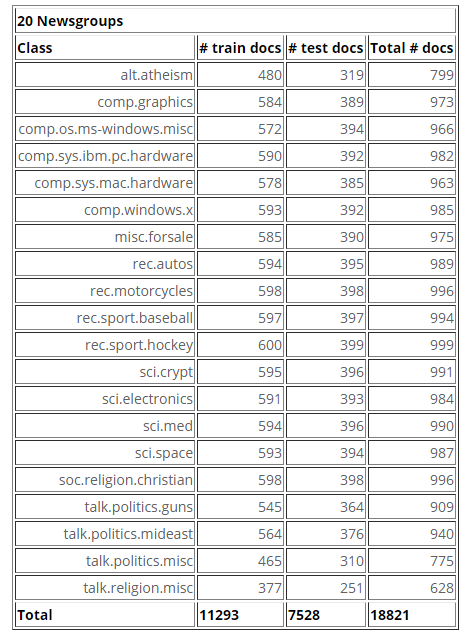 20 Newsgroups
Class # train docs # test docs Total # docs
alt.atheism 480 319 799
comp.graphics 584 389 973
comp.os.ms-windows.misc 572 394 966
comp.sys.ibm.pc.hardware 590 392 982
comp.sys.mac.hardware 578 385 963
comp.windows.x 593 392 985
misc.forsale 585 390 975
rec.autos 594 395 989
rec.motorcycles 598 398 996
rec.sport.baseball 597 397 994
rec.sport.hockey 600 399 999
sci.crypt 595 396 991
sci.electronics 591 393 984
sci.med 594 396 990
sci.space 593 394 987
soc.religion.christian 598 398 996
talk.politics.guns 545 364 909
talk.politics.mideast 564 376 940
talk.politics.misc 465 310 775
talk.religion.misc 377 251 628
Total 11293 7528 18821